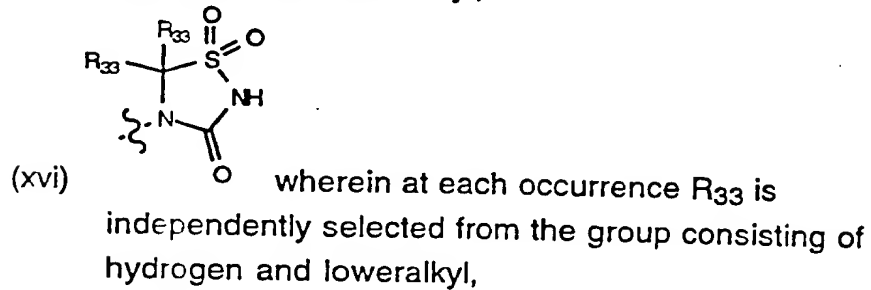 R33 O
R33 S O
NH
N
O
(xvi) wherein at each occurrence R33 is
independently selected from the group consisting of
hydrogen and loweralkyl,